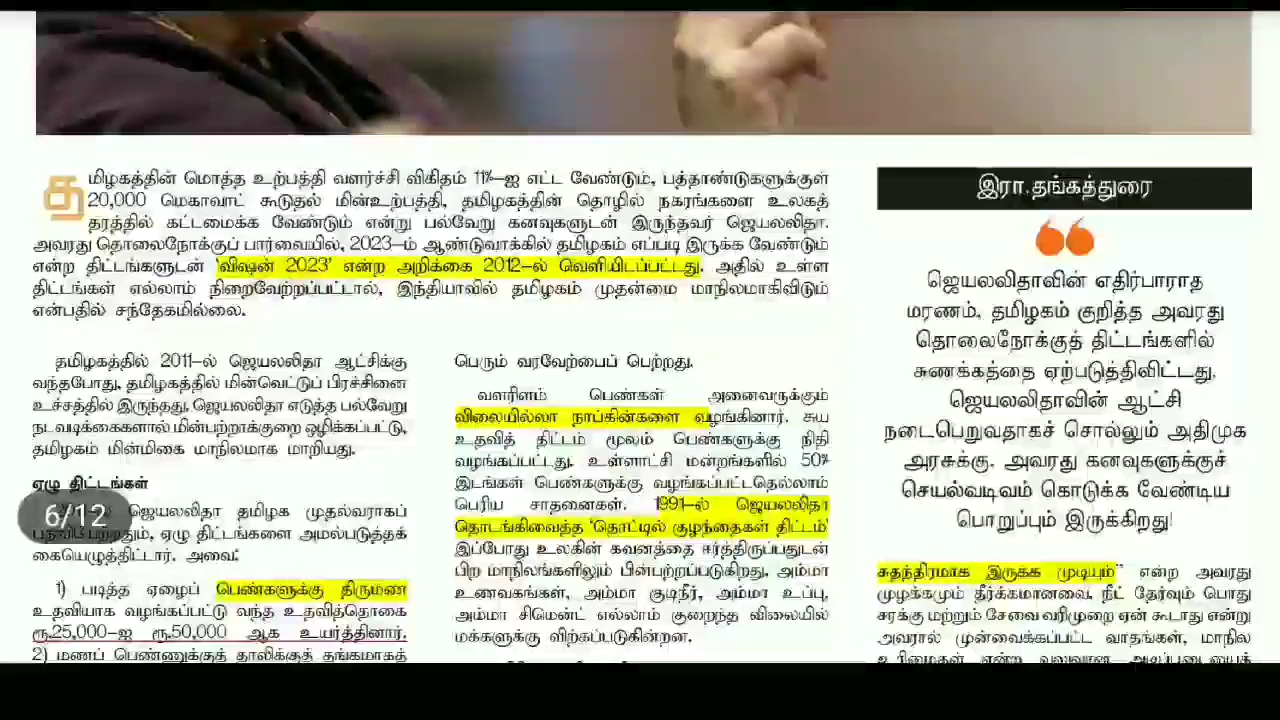 தமிழகத்தின் மொத்த உற்பத்தி வளர்ச்சி விகிதம் 11%–ஐ எட்ட வேண்டும், பத்தாண்டுகளுக்குள்
20,000 மெகாவாட் கூடுதல் மின்உற்பத்தி, தமிழகத்தின் தொழில் நகரங்களை உலகத்
தரத்தில் கட்டமைக்க வேண்டும் என்று பல்வேறு கனவுகளுடன் இருந்தவர் ஜெயலலிதா.
அவரது தொலைநோக்குப் பார்வையில், 2023–ம் ஆண்டுவாக்கில் தமிழகம் எப்படி இருக்க வேண்டும்
என்ற திட்டங்களுடன் 'விஷன் 2023' என்ற அறிக்கை 2012–ல் வெளியிடப்பட்டது. அதில் உள்ள
திட்டங்கள் எல்லாம் நிறைவேற்றப்பட்டால், இந்தியாவில் தமிழகம் முதன்மை மாநிலமாகிவிடும்
என்பதில் சந்தேகமில்லை.
தமிழகத்தில் 2011–ல் ஜெயலலிதா ஆட்சிக்கு
வந்தபோது, தமிழகத்தில் மின்வெட்டுப் பிரச்சினை
உச்சத்தில் இருந்தது. ஜெயலலிதா எடுத்த பல்வேறு
நடவடிக்கைகளால் மின்பற்றாக்குறை ஒழிக்கப்பட்டு,
தமிழகம் மின்மிகை மாநிலமாக மாறியது.
ஏழு திட்டங்கள்
ஜெயலலிதா தமிழக முதல்வராகப்
பதவியேற்றதும், ஏழு திட்டங்களை அமல்படுத்தக்
கையெழுத்திட்டார். அவை:
1) படித்த ஏழைப் பெண்களுக்கு திருமண
உதவியாக வழங்கப்பட்டு வந்த உதவித்தொகை
ரூ.25,000–ஐ ரூ.50,000 ஆக உயர்த்தினார்.
2) மணப் பெண்ணுக்குத் தாலிக்குத் தங்கமாகத்
6/12
பெரும் வரவேற்பைப் பெற்றது.
வளரிளம் பெண்கள் அனைவருக்கும்
விலையில்லா நாப்கின்களை வழங்கினார். சுய
உதவித் திட்டம் மூலம் பெண்களுக்கு நிதி
வழங்கப்பட்டது. உள்ளாட்சி மன்றங்களில் 50%
இடங்கள் பெண்களுக்கு வழங்கப்பட்டதெல்லாம்
பெரிய சாதனைகள். 1991–ல் ஜெயலலிதா
தொடங்கிவைத்த 'தொட்டில் குழந்தைகள் திட்டம்'
இப்போது உலகின் கவனத்தை ஈர்த்திருப்பதுடன்
பிற மாநிலங்களிலும் பின்பற்றப்படுகிறது. அம்மா
உணவகங்கள், அம்மா குடிநீர், அம்மா உப்பு,
அம்மா சிமென்ட் எல்லாம் குறைந்த விலையில்
மக்களுக்கு விற்கப்படுகின்றன.
இரா.தங்கத்துரை
ஜெயலலிதாவின் எதிர்பாராத
மரணம், தமிழகம் குறித்த அவரது
தொலைநோக்குத் திட்டங்களில்
சுணக்கத்தை ஏற்படுத்திவிட்டது.
ஜெயலலிதாவின் ஆட்சி
நடைபெறுவதாகச் சொல்லும் அதிமுக
அரசுக்கு, அவரது கனவுகளுக்குச்
செயல்வடிவம் கொடுக்க வேண்டிய
பொறுப்பும் இருக்கிறது!
சுதந்திரமாக இருக்க முடியும்" என்ற அவரது
முழக்கமும் தீர்க்கமானவை. நீட் தேர்வும் பொது
சரக்கு மற்றும் சேவை வரிமுறை ஏன் கூடாது என்று
அவரால் முன்வைக்கப்பட்ட வாதங்கள், மாநில